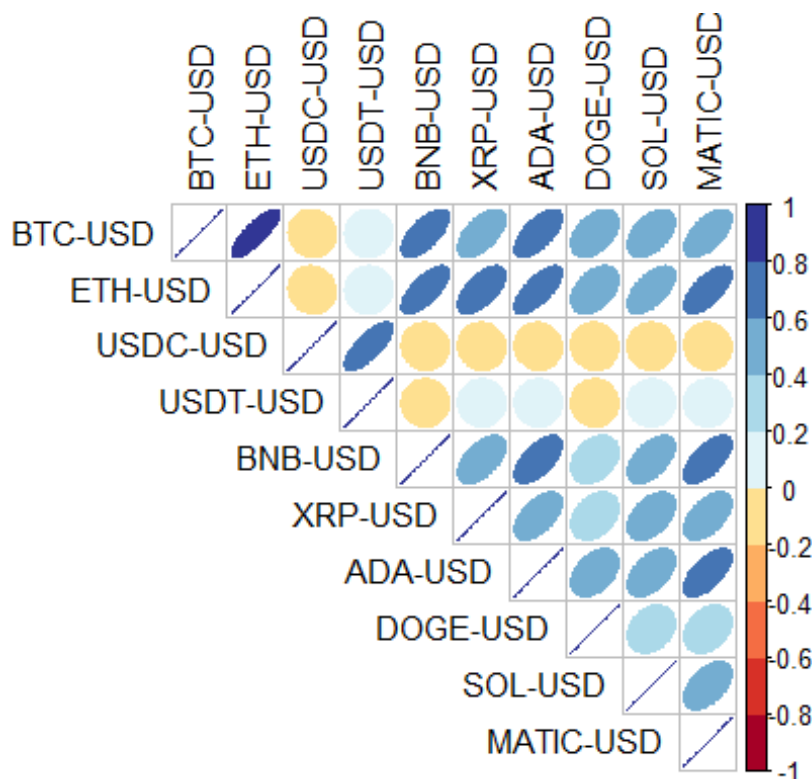 BTC-USD
ETH-USD
USDC-USD
USDT-USD
BNB-USD
XRP-USD
ADA-USD
DOGE-USD
SOL-USD
MATIC-USD
BTC-USD
ETH-USD
USDC-USD
USDT-USD
BNB-USD
XRP-USD
ADA-USD
DOGE-USD
SOL-USD
MATIC-USD
1
0.8
0.6
0.4
0.2
0
-0.2
-0.4
-0.6
-0.8
-1